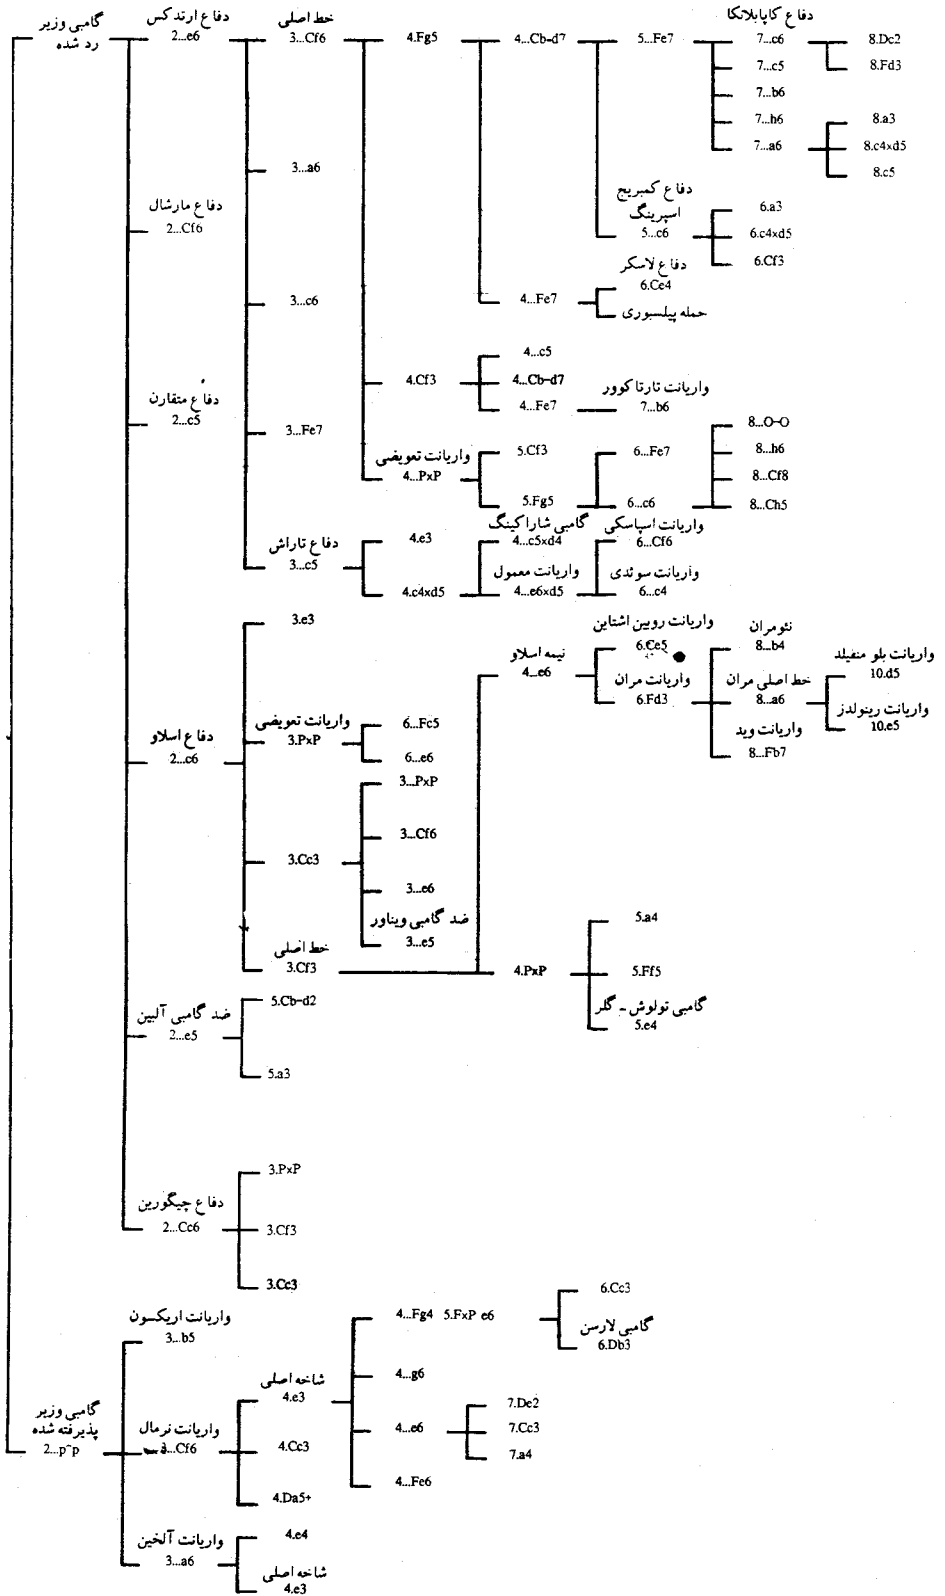 گامبی وزیر
رد شده
دفاع ارتدکس
2...e6
خط اصلی
3...Cf6
4.Fg5
4...Cb-d7
5...Fe7
دفاع کاپابلانکا
7...c6
8.Dc2
8.Fd3
7...c5
7...b6
7...h6
7...a6
8.a3
8.c4xd5
8.c5
دفاع کمبریج
اسپرینگ
5...c6
6.a3
6.c4xd5
6.Cf3
4...Fe7
دفاع لاسکر
6.Ce4
حمله پیلسبوری
4.Cf3
4...c5
4...Cb-d7
4...Fe7
واریانت تارتاکوور
7...b6
واریانت تعویضی
4...PxP
5.Cf3
5.Fg5
6...Fe7
6...c6
8...O-O
8...h6
8...Cf8
8...Ch5
3...a6
3...c6
3...Fe7
دفاع تاراش
3...c5
4.e3
4.c4xd5
گامبی شاراکینگ
4...c5xd4
واریانت معمول
4...e6xd5
واریانت اسپاسکی
6...Cf6
واریانت سوئدی
6...c4
دفاع مارشال
2...Cf6
دفاع متقارن
2...c5
دفاع اسلاو
2...c6
3.e3
واریانت تعویضی
3.PxP
6...Fc5
6...e6
3.Cc3
3...PxP
3...Cf6
3...e6
ضد گامبی ویناور
3...e5
خط اصلی
3.Cf3
نیمه اسلاو
4...e6
واریانت روبین اشتاین
6.Ce5
واریانت مران
6.Fd3
نئومران
8...b4
خط اصلی مران
8...a6
واریانت وید
8...Fb7
واریانت بلو منفیلد
10.d5
واریانت رینولدز
10.e5
4.PxP
5.a4
5.Ff5
گامبی تولوش - گلر
5.e4
ضد گامبی آلبین
2...e5
5.Cb-d2
5.a3
دفاع چیگورین
2...Cc6
3.PxP
3.Cf3
3.Cc3
گامبی وزیر
پذیرفته شده
2...p^p
واریانت اریکسون
3...b5
واریانت نرمال
3...Cf6
شاخه اصلی
4.e3
4...Fg4 5.FxP e6
6.Cc3
گامبی لارسن
6.Db3
4...g6
4...e6
7.De2
7.Cc3
7.a4
4...Fe6
4.Cc3
4.Da5+
واریانت آلخین
3...a6
4.e4
شاخه اصلی
4.e3